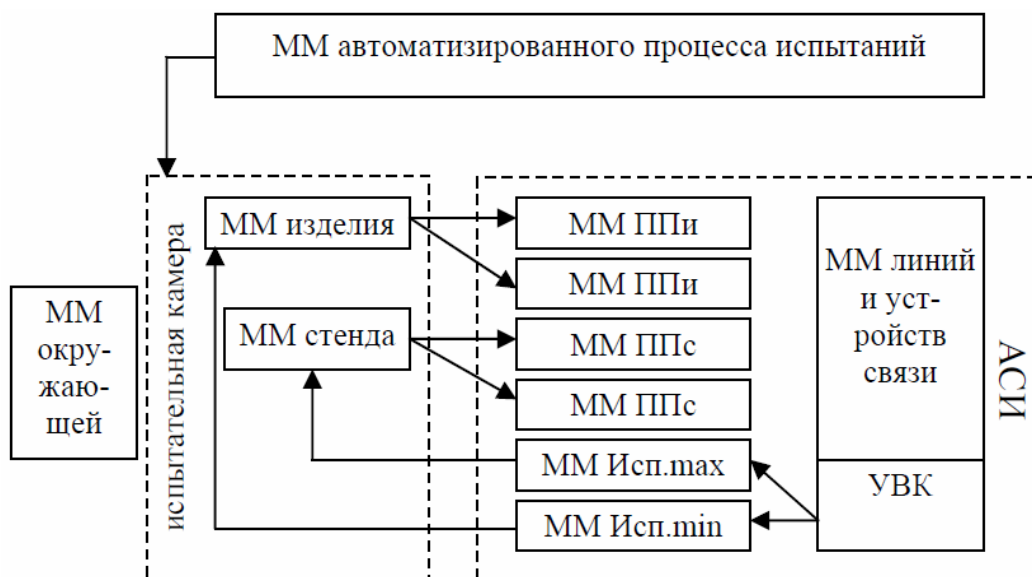 ММ автоматизированного процесса испытаний
ММ
окру-
жаю-
щей
испытательная камера
ММ изделия
ММ стенда
ММ ППи
ММ ППи
ММ ППс
ММ ППс
ММ Исп.max
ММ Исп.min
ММ линий
и уст-
ройств
связи
УВК
АСИ